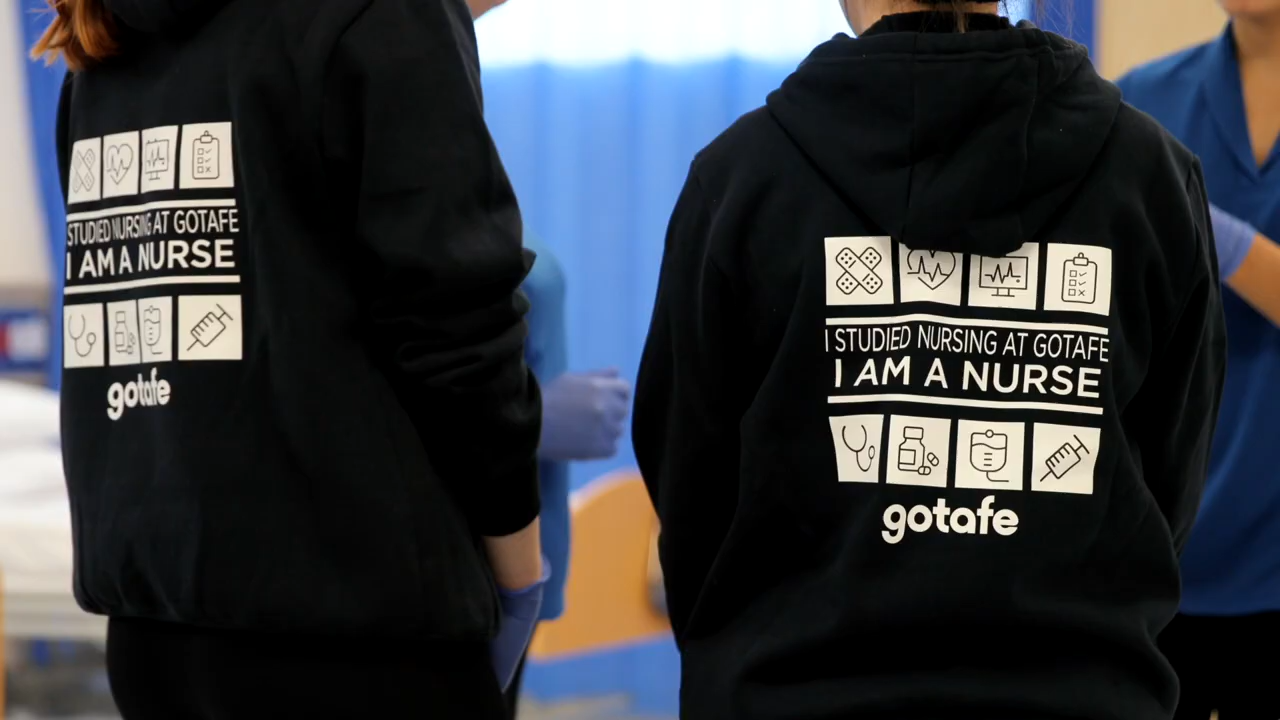 STUDIED NURSING AT GOTAFE
I AM A NURSE
gotafe
I STUDIED NURSING AT GOTAFE
I AM A NURSE
gotafe